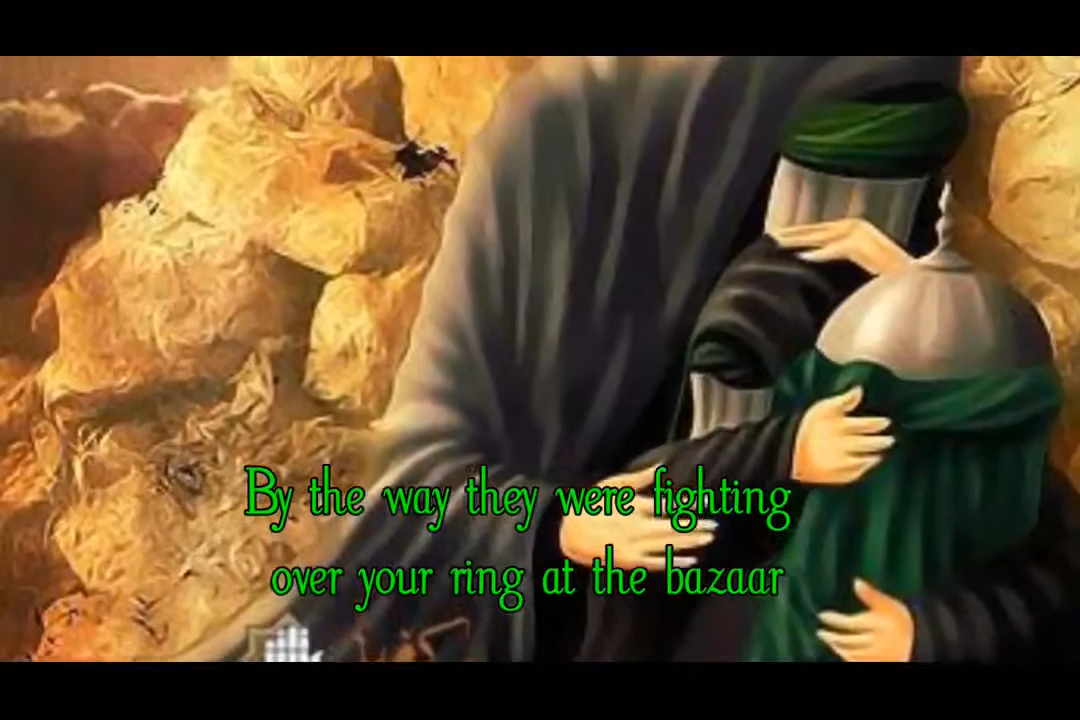 By the way they were fighting
over your ring at the bazaar